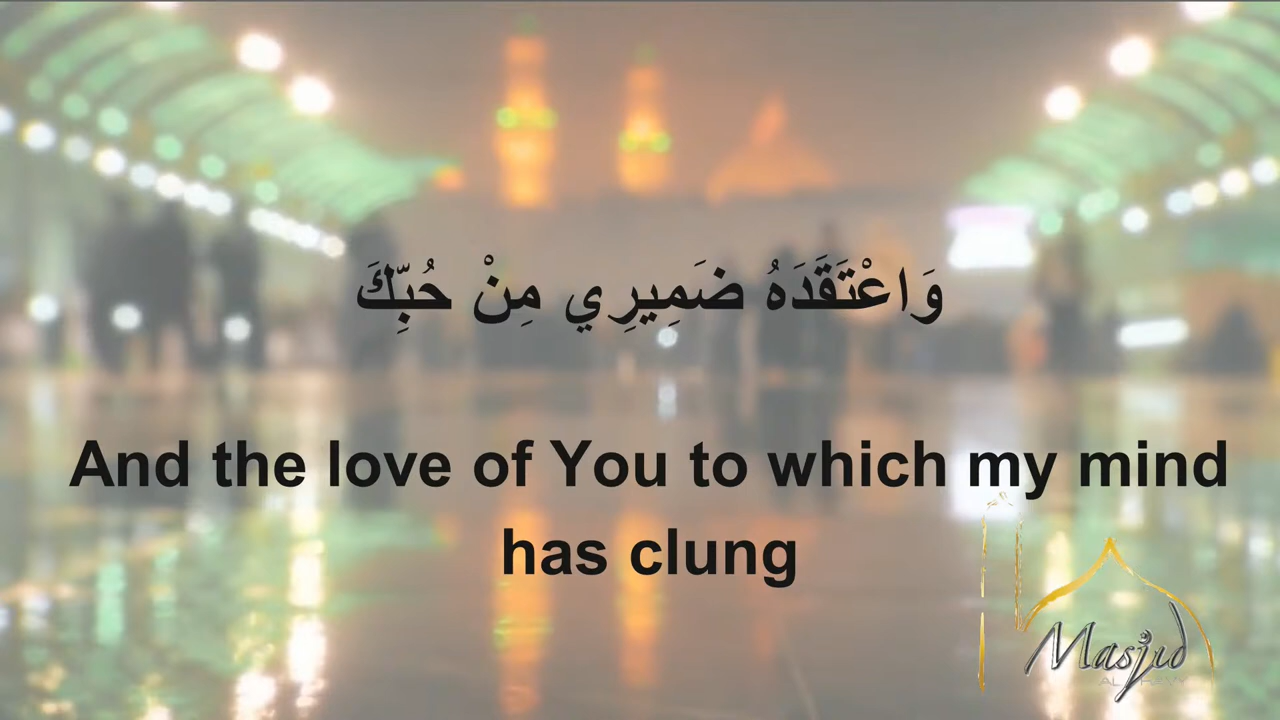 وَاعْتَقَدَهُ ضَمِيرِي مِنْ حُبِّكَ
And the love of You to which my mind
has clung
Masjid